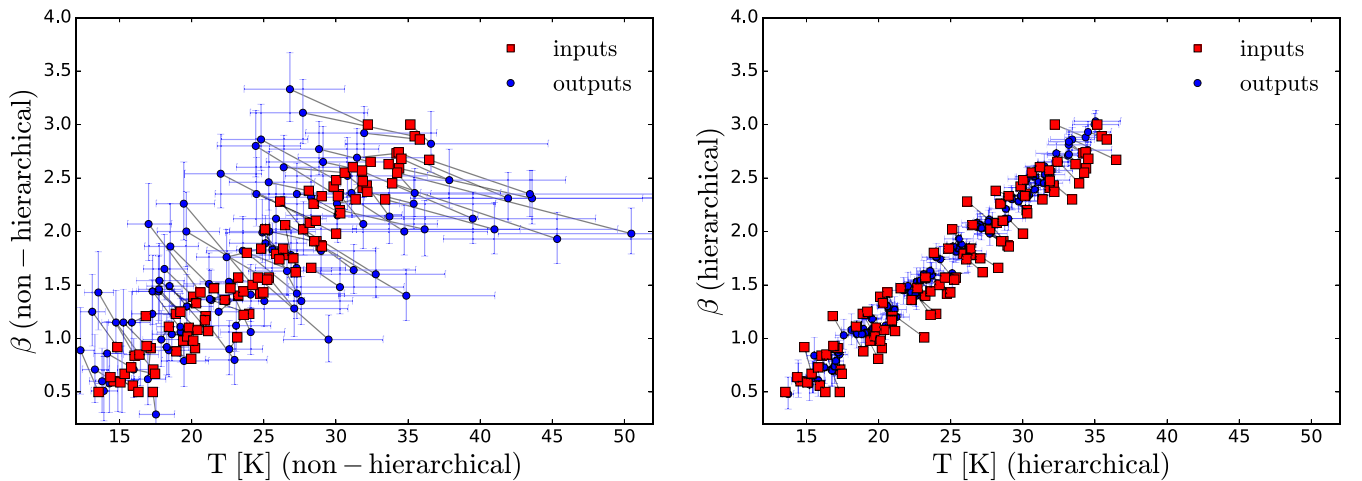 4.0
3.5
3.0
2.5
2.0
1.5
1.0
0.5
β (non − hierarchical)
inputs
outputs
15 20 25 30 35 40 45 50
T [K] (non − hierarchical)
4.0
3.5
3.0
2.5
2.0
1.5
1.0
0.5
β (hierarchical)
inputs
outputs
15 20 25 30 35 40 45 50
T [K] (hierarchical)